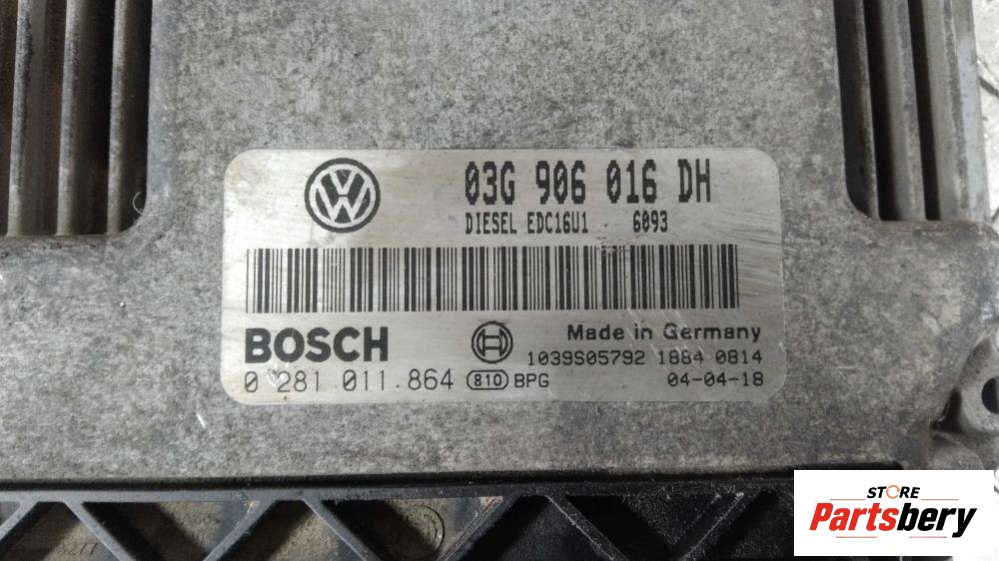 VW
03G 906 016 DH
DIESEL EDC16U1 6093
BOSCH
Made in Germany
1039S05792 1884 0814
0 281 011 864 810 BPG 04-04-18
STORE
Partsbery